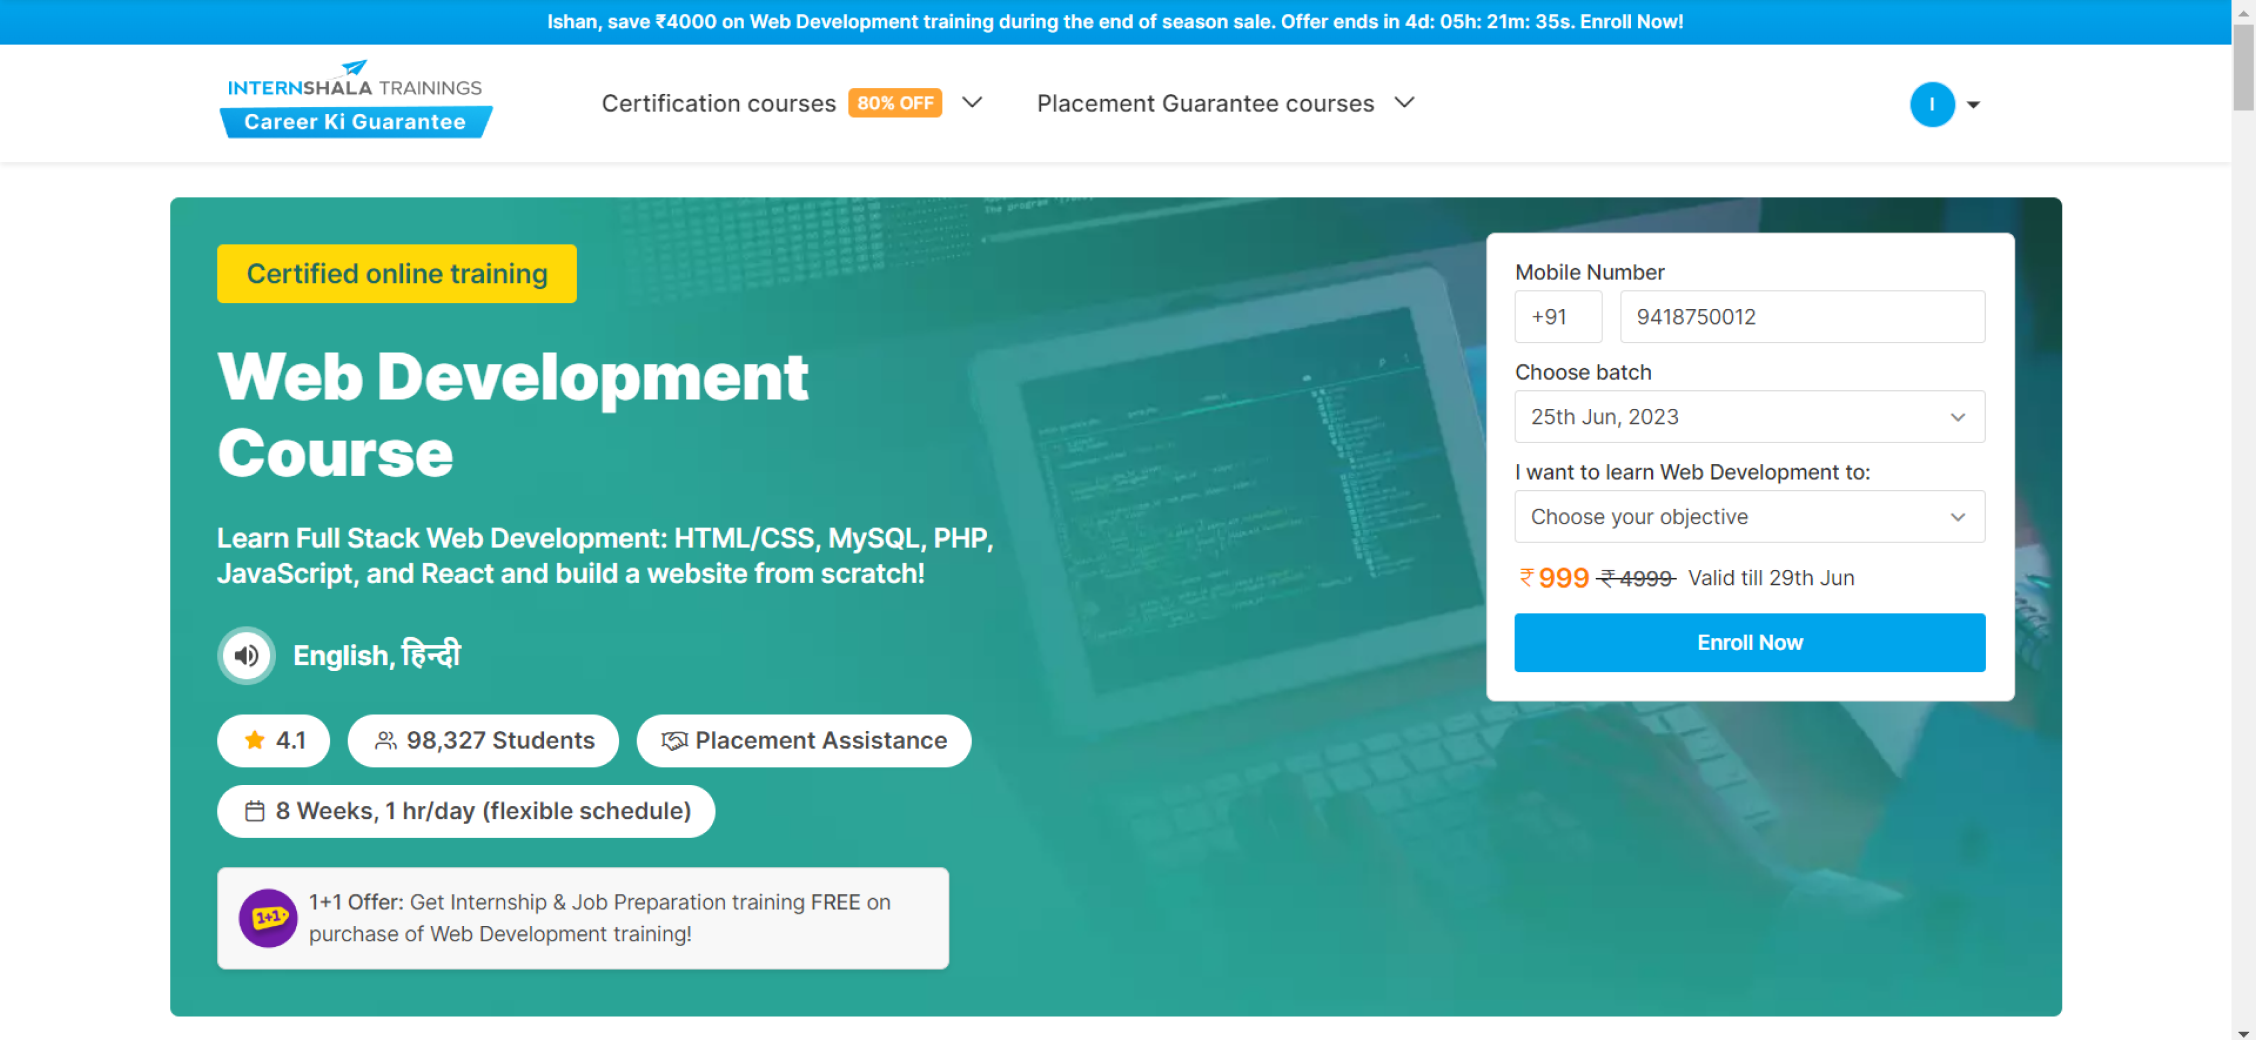 Ishan, save ₹4000 on Web Development training during the end of season sale. Offer ends in 4d: 05h: 21m: 35s. Enroll Now!
INTERNSHALA TRAININGS
Career Ki Guarantee
Certification courses 80% OFF
Placement Guarantee courses
I
Certified online training
Web Development
Course
Learn Full Stack Web Development: HTML/CSS, MySQL, PHP,
JavaScript, and React and build a website from scratch!
English, हिन्दी
4.1
98,327 Students
Placement Assistance
8 Weeks, 1 hr/day (flexible schedule)
1+1
1+1 Offer: Get Internship & Job Preparation training FREE on
purchase of Web Development training!
Mobile Number
+91 9418750012
Choose batch
25th Jun, 2023
I want to learn Web Development to:
Choose your objective
₹ 999 ₹ 4999 Valid till 29th Jun
Enroll Now